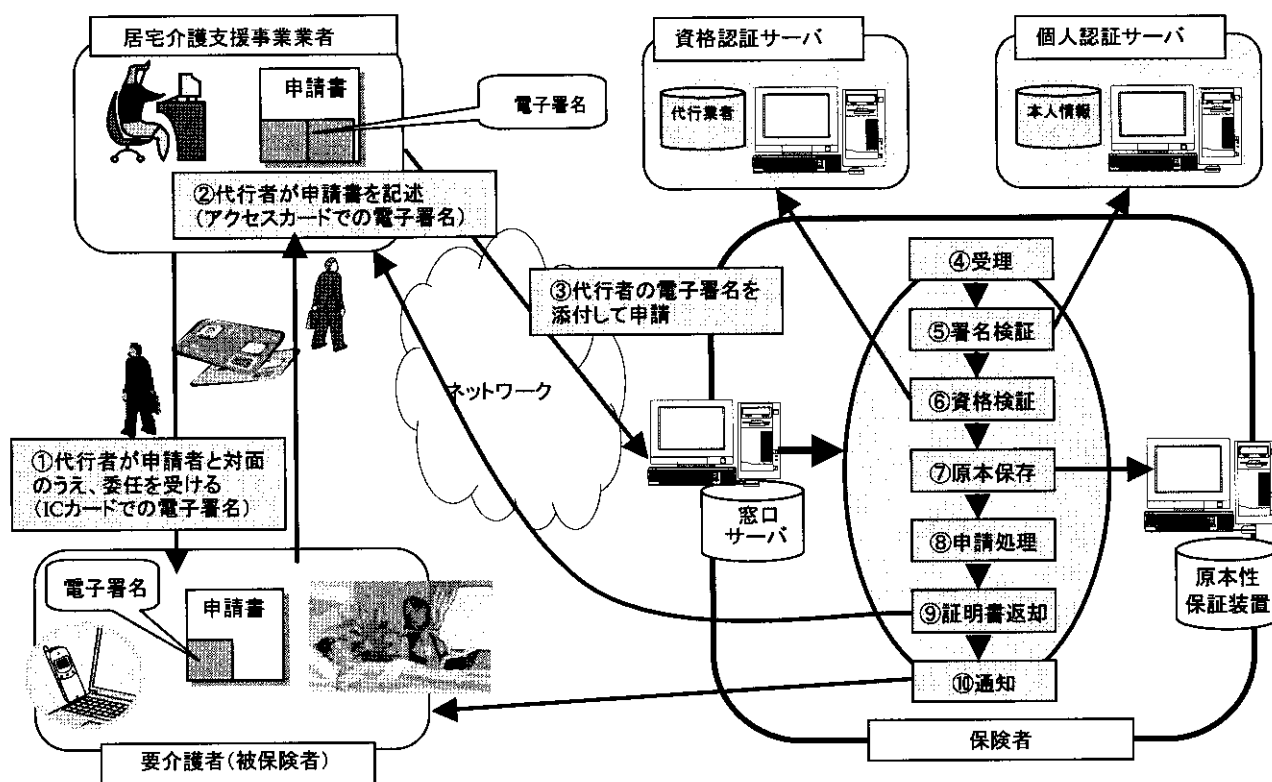 居宅介護支援事業業者
申請書
電子署名
②代行者が申請書を記述
(アクセスカードでの電子署名)
資格認証サーバ
代行業者
個人認証サーバ
本人情報
③代行者の電子署名を
添付して申請
ネットワーク
①代行者が申請者と対面
のうえ、委任を受ける
(ICカードでの電子署名)
窓口
サーバ
④受理
⑤署名検証
⑥資格検証
⑦原本保存
⑧申請処理
⑨証明書返却
⑩通知
原本性
保証装置
電子署名
申請書
要介護者(被保険者)
保険者